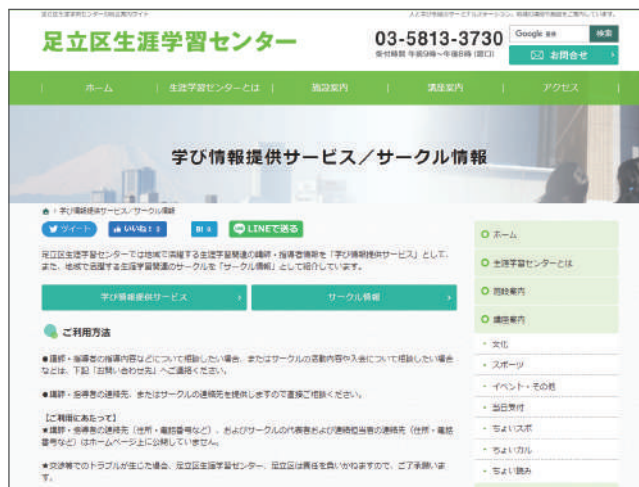 足立区生涯学習センター
03-5813-3730
受付時間 午前9時～午後8時（窓口）
Google
検索
お問合せ
ホーム
生涯学習センターとは
施設案内
講座案内
アクセス
学び情報提供サービス／サークル情報
学び情報提供サービス／サークル情報
ツイート
いいね！ 0
B! 0
LINEで送る
足立区生涯学習センターでは地域で活躍する生涯学習関連の講師・指導者情報を「学び情報提供サービス」として、
また、地域で活躍する生涯学習関連のサークルを「サークル情報」として紹介しています。
学び情報提供サービス
サークル情報
ご利用方法
●講師・指導者の指導内容などについて相談したい場合、またはサークルの活動内容や入会について相談したい場合
などは、下記「お問い合わせ先」へご連絡ください。
●講師・指導者の連絡先、またはサークルの連絡先を提供しますので直接ご相談ください。
【ご利用にあたって】
★講師・指導者の連絡先（住所・電話番号など）、およびサークルの代表者および連絡担当者の連絡先（住所・電話
番号など）はホームページ上に公開していません。
★交渉等でのトラブルが生じた場合、足立区生涯学習センター、足立区は責任を負いかねますので、ご了承願いま
す。
ホーム
生涯学習センターとは
施設案内
講座案内
文化
スポーツ
イベント・その他
当日受付
ちょいスポ
ちょいカル
ちょい読み